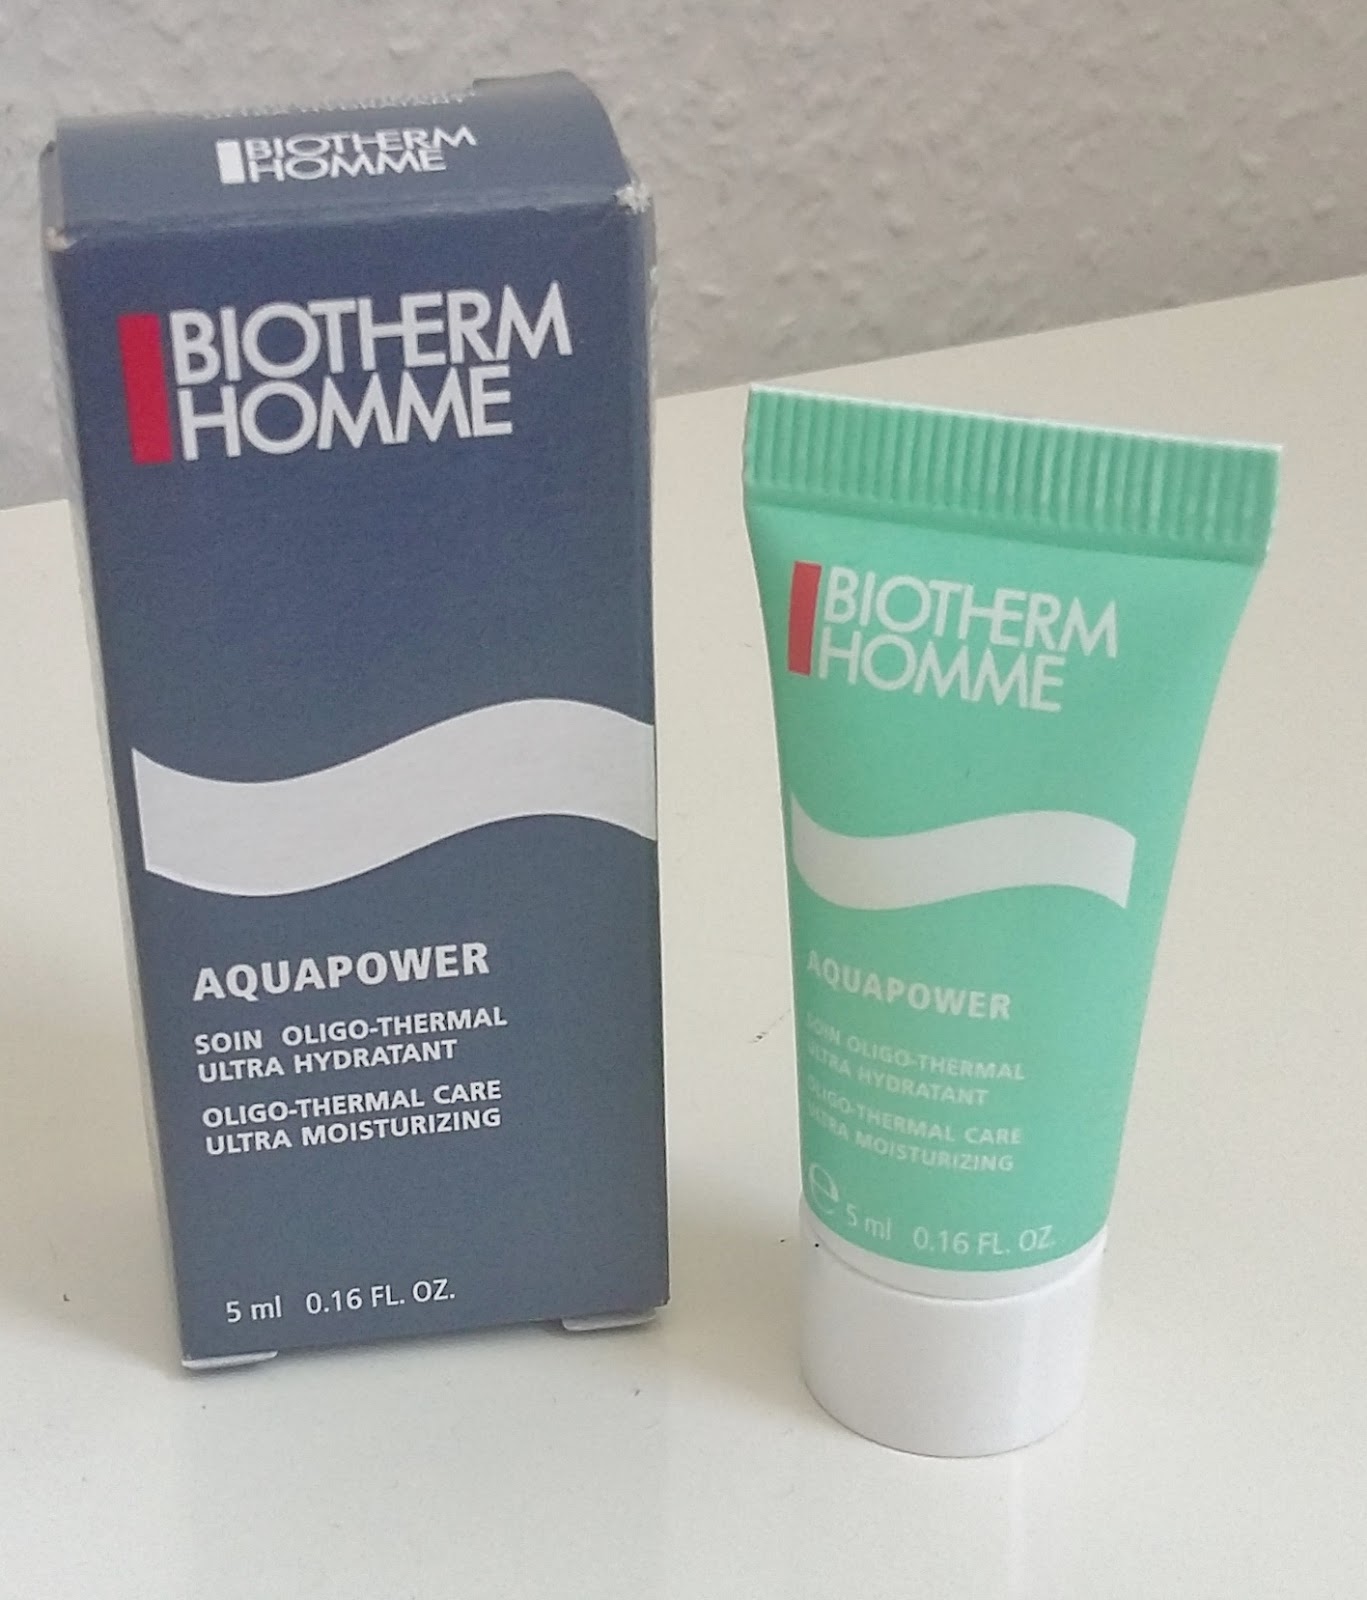 BIOTHERM
HOMME
BIOTHERM
HOMME
AQUAPOWER
SOIN OLIGO-THERMAL
ULTRA HYDRATANT
OLIGO-THERMAL CARE
ULTRA MOISTURIZING
5 ml 0.16 FL. OZ.
BIOTHERM
HOMME
AQUAPOWER
SOIN OLIGO-THERMAL
ULTRA HYDRATANT
OLIGO-THERMAL CARE
ULTRA MOISTURIZING
℮ 5 ml 0.16 FL. OZ.